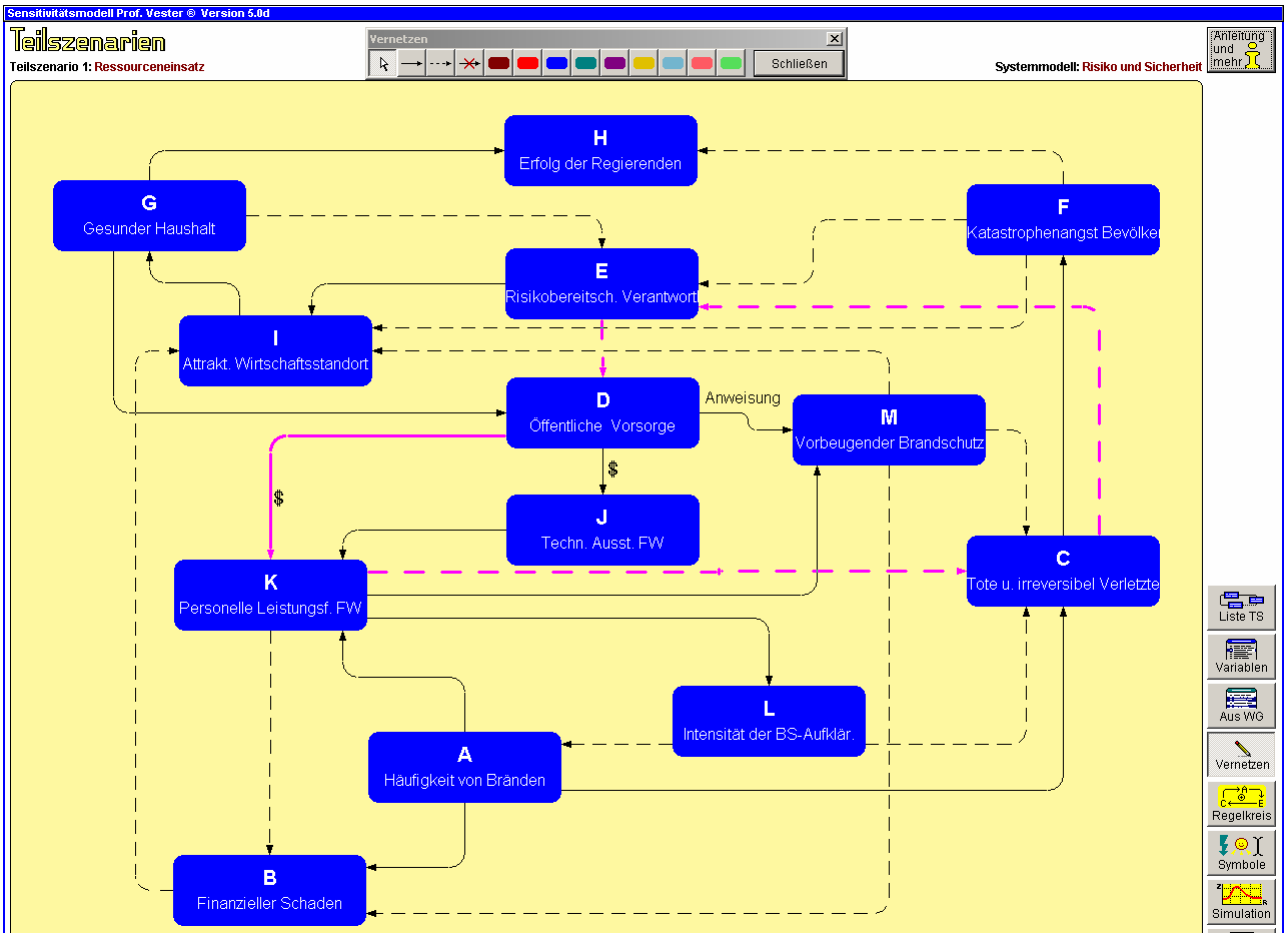 Sensitivitätsmodell Prof. Vester ® Version 5.0d
Teilszenarien
Teilszenario 1: Ressourceneinsatz
Vernetzen
Schließen
Systemmodell: Risiko und Sicherheit
Anleitung
und
mehr
H
Erfolg der Regierenden
G
Gesunder Haushalt
F
Katastrophenangst Bevölker
E
Risikobereitsch. Verantwortl
I
Attrakt. Wirtschaftsstandort
D
Öffentliche Vorsorge
Anweisung
M
Vorbeugender Brandschutz
$
$
J
Techn. Ausst. FW
K
Personelle Leistungsf. FW
C
Tote u. irreversibel Verletzte
L
Intensität der BS-Aufklär.
A
Häufigkeit von Bränden
B
Finanzieller Schaden
Liste TS
Variablen
Aus WG
Vernetzen
A
C
E
Regelkreis
Symbole
Z
R
Simulation